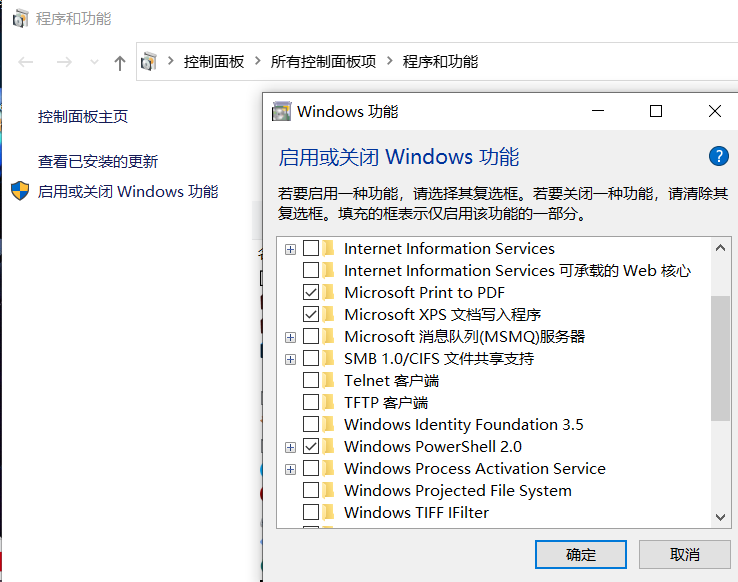 程序和功能
控制面板 > 所有控制面板项 > 程序和功能
控制面板主页
查看已安装的更新
启用或关闭 Windows 功能
Windows 功能
启用或关闭 Windows 功能
若要启用一种功能，请选择其复选框。若要关闭一种功能，请清除其
复选框。填充的框表示仅启用该功能的一部分。
Internet Information Services
Internet Information Services 可承载的 Web 核心
Microsoft Print to PDF
Microsoft XPS 文档写入程序
Microsoft 消息队列(MSMQ)服务器
SMB 1.0/CIFS 文件共享支持
Telnet 客户端
TFTP 客户端
Windows Identity Foundation 3.5
Windows PowerShell 2.0
Windows Process Activation Service
Windows Projected File System
Windows TIFF IFilter
确定
取消